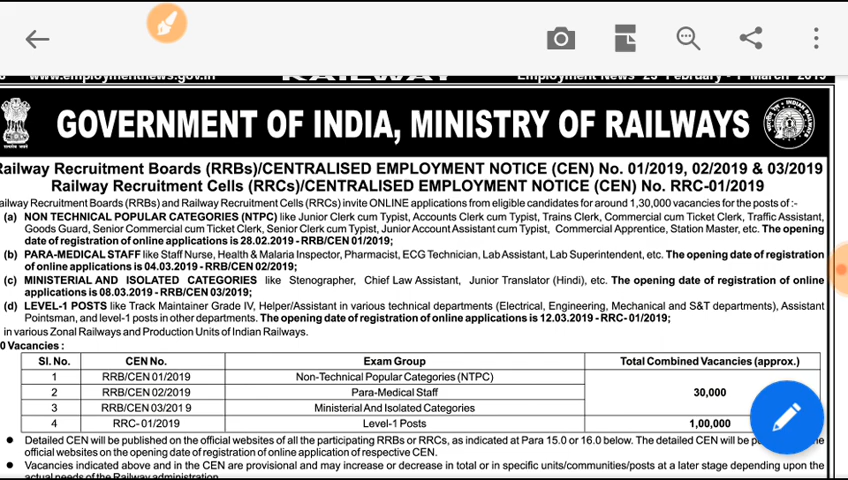 www.employmentnews.gov.in RAILWAY Employment News 23 February - 1 March 2019
GOVERNMENT OF INDIA, MINISTRY OF RAILWAYS
Railway Recruitment Boards (RRBs)/CENTRALISED EMPLOYMENT NOTICE (CEN) No. 01/2019, 02/2019 & 03/2019
Railway Recruitment Cells (RRCs)/CENTRALISED EMPLOYMENT NOTICE (CEN) No. RRC-01/2019
Railway Recruitment Boards (RRBs) and Railway Recruitment Cells (RRCs) invite ONLINE applications from eligible candidates for around 1,30,000 vacancies for the posts of :-
(a) NON TECHNICAL POPULAR CATEGORIES (NTPC) like Junior Clerk cum Typist, Accounts Clerk cum Typist, Trains Clerk, Commercial cum Ticket Clerk, Traffic Assistant,
Goods Guard, Senior Commercial cum Ticket Clerk, Senior Clerk cum Typist, Junior Account Assistant cum Typist, Commercial Apprentice, Station Master, etc. The opening
date of registration of online applications is 28.02.2019 - RRB/CEN 01/2019;
(b) PARA-MEDICAL STAFF like Staff Nurse, Health & Malaria Inspector, Pharmacist, ECG Technician, Lab Assistant, Lab Superintendent, etc. The opening date of registration
of online applications is 04.03.2019 - RRB/CEN 02/2019;
(c) MINISTERIAL AND ISOLATED CATEGORIES like Stenographer, Chief Law Assistant, Junior Translator (Hindi), etc. The opening date of registration of online
applications is 08.03.2019 - RRB/CEN 03/2019;
(d) LEVEL-1 POSTS like Track Maintainer Grade IV, Helper/Assistant in various technical departments (Electrical, Engineering, Mechanical and S&T departments), Assistant
Pointsman, and level-1 posts in other departments. The opening date of registration of online applications is 12.03.2019 - RRC- 01/2019;
in various Zonal Railways and Production Units of Indian Railways.
0 Vacancies :
Sl. No. CEN No. Exam Group Total Combined Vacancies (approx.)
1 RRB/CEN 01/2019 Non-Technical Popular Categories (NTPC)
2 RRB/CEN 02/2019 Para-Medical Staff 30,000
3 RRB/CEN 03/201 9 Ministerial And Isolated Categories
4 RRC- 01/2019 Level-1 Posts 1,00,000
● Detailed CEN will be published on the official websites of all the participating RRBs or RRCs, as indicated at Para 15.0 or 16.0 below. The detailed CEN will be
official websites on the opening date of registration of online application of respective CEN.
● Vacancies indicated above and in the CEN are provisional and may increase or decrease in total or in specific units/communities/posts at a later stage depending upon the
actual needs of the Railway administration